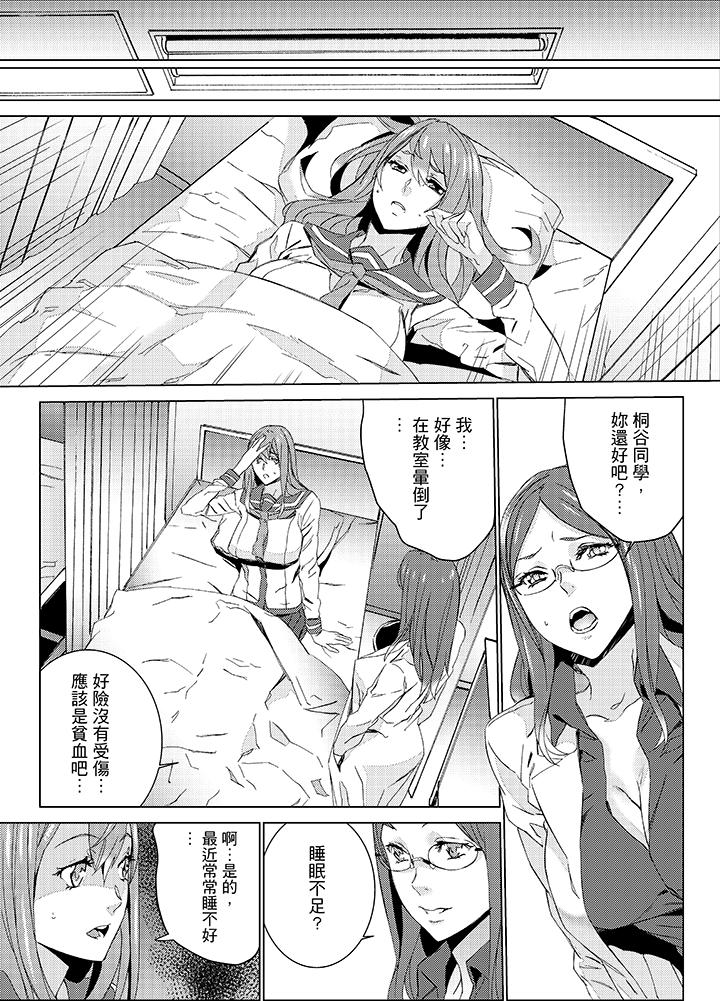 桐谷同學，
妳還好吧？…
我…
好像…
在教室暈倒了
…
好險沒有受傷…
應該是貧血吧…
睡眠不足？
啊…是的，
最近常常睡不好
…